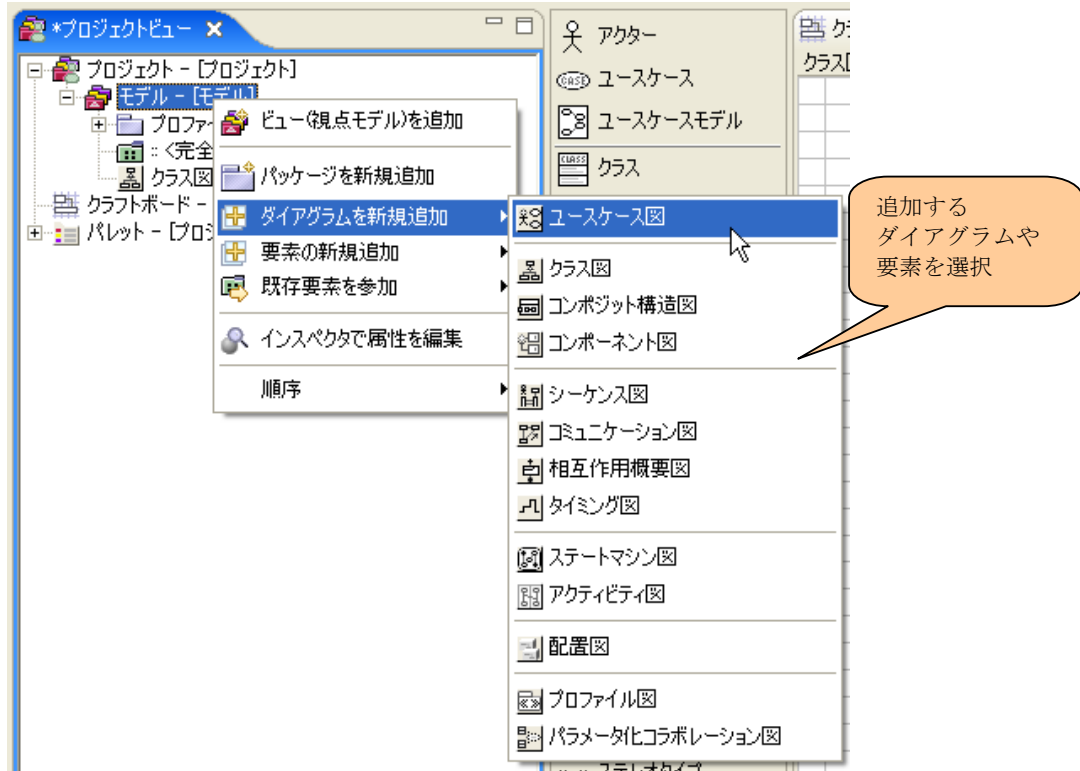 *プロジェクトビュー
プロジェクト - [プロジェクト]
モデル - [モデル]
プロファ
:: <完全
クラス図
クラフトボード -
パレット - [プロジ
ビュー(視点モデル)を追加
パッケージを新規追加
ダイアグラムを新規追加
要素の新規追加
既存要素を参加
インスペクタで属性を編集
順序
アクター
CASE ユースケース
ユースケースモデル
CLASS クラス
クラス図
ユースケース図
クラス図
コンポジット構造図
コンポーネント図
シーケンス図
コミュニケーション図
相互作用概要図
タイミング図
ステートマシン図
アクティビティ図
配置図
プロファイル図
パラメータ化コラボレーション図
追加する
ダイアグラムや
要素を選択